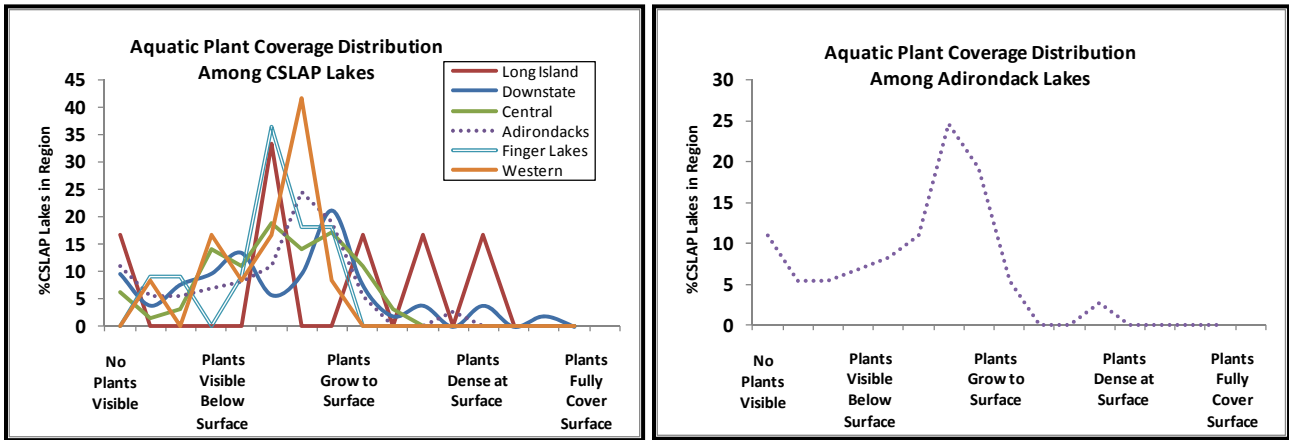 Aquatic Plant Coverage Distribution
Among CSLAP Lakes
%CSLAP Lakes in Region
45
40
35
30
25
20
15
10
5
0
Long Island
Downstate
Central
Adirondacks
Finger Lakes
Western
No
Plants
Visible
Plants
Visible
Below
Surface
Plants
Grow to
Surface
Plants
Dense at
Surface
Plants
Fully
Cover
Surface
Aquatic Plant Coverage Distribution
Among Adirondack Lakes
%CSLAP Lakes in Region
30
25
20
15
10
5
0
No
Plants
Visible
Plants
Visible
Below
Surface
Plants
Grow to
Surface
Plants
Dense at
Surface
Plants
Fully
Cover
Surface